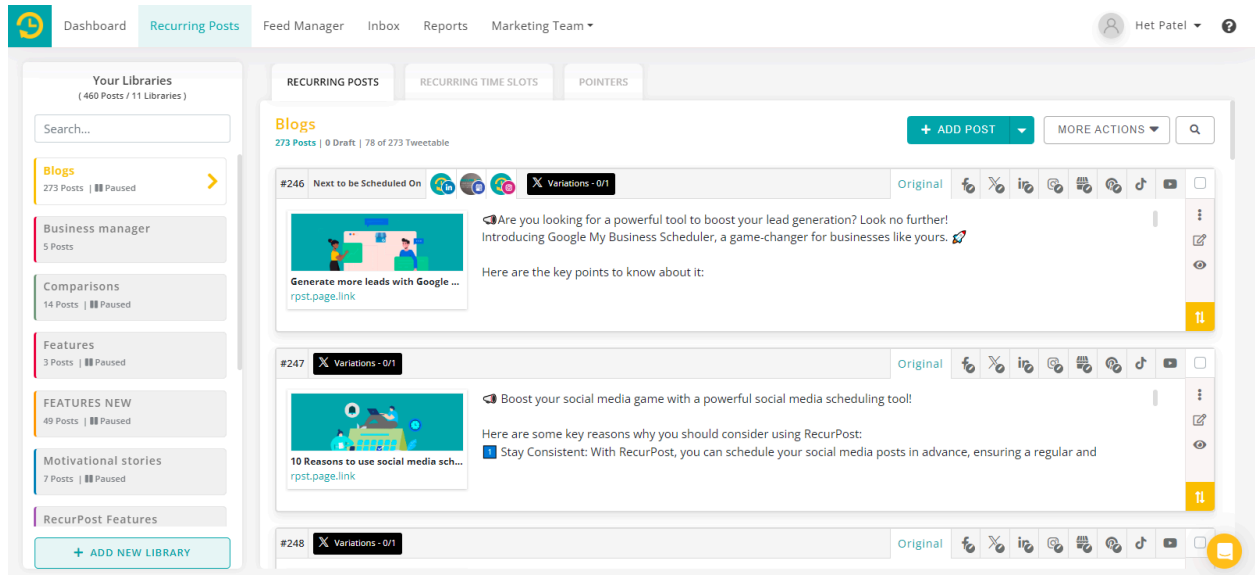 Dashboard
Recurring Posts
Feed Manager
Inbox
Reports
Marketing Team
Het Patel
Your Libraries
( 460 Posts / 11 Libraries )
Search...
Blogs
273 Posts | Paused
Business manager
5 Posts
Comparisons
14 Posts | Paused
Features
3 Posts | Paused
FEATURES NEW
49 Posts | Paused
Motivational stories
7 Posts | Paused
RecurPost Features
+ ADD NEW LIBRARY
RECURRING POSTS
RECURRING TIME SLOTS
POINTERS
Blogs
273 Posts | 0 Draft | 78 of 273 Tweetable
+ ADD POST
MORE ACTIONS
#246 Next to be Scheduled On
X Variations - 0/1
Original
Generate more leads with Google ...
rpst.page.link
📢Are you looking for a powerful tool to boost your lead generation? Look no further!
Introducing Google My Business Scheduler, a game-changer for businesses like yours. 🚀
Here are the key points to know about it:
#247
X Variations - 0/1
Original
10 Reasons to use social media sch...
rpst.page.link
📢 Boost your social media game with a powerful social media scheduling tool!
Here are some key reasons why you should consider using RecurPost:
1️⃣ Stay Consistent: With RecurPost, you can schedule your social media posts in advance, ensuring a regular and
#248
X Variations - 0/1
Original